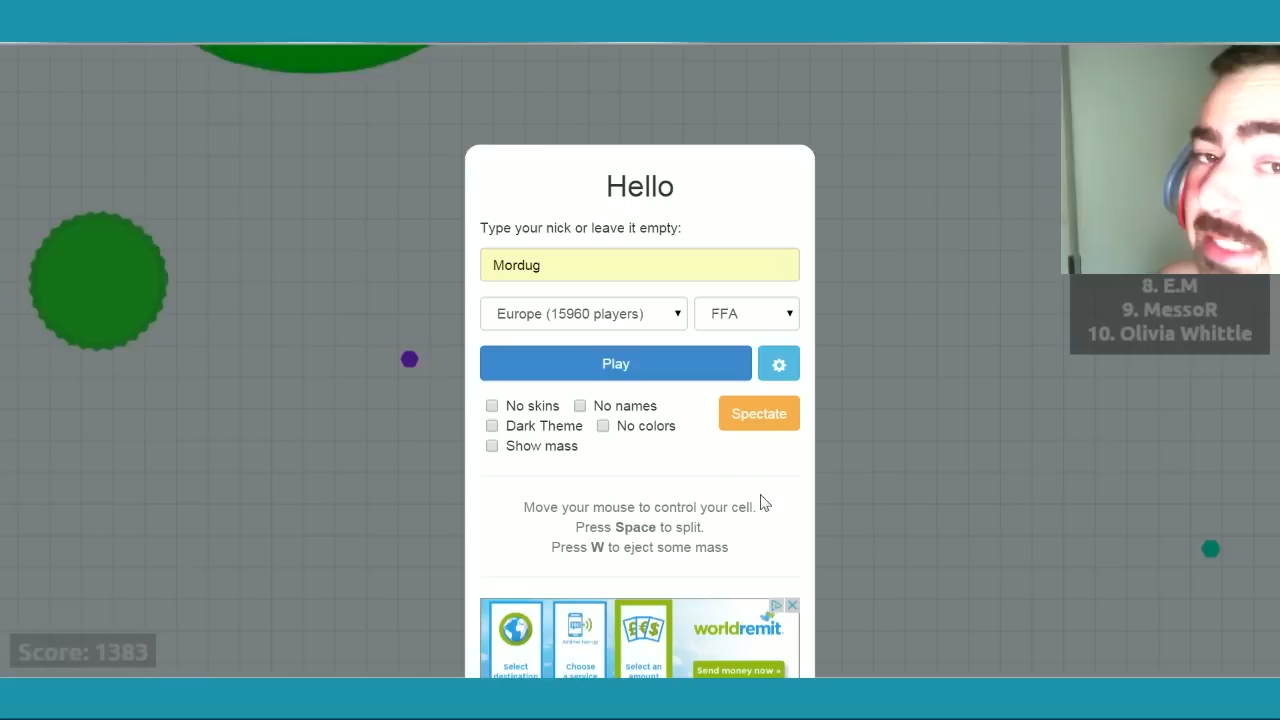 Hello
Type your nick or leave it empty:
Mordug
Europe (15960 players) FFA
Play
No skins No names
Dark Theme No colors
Spectate
Show mass
Move your mouse to control your cell.
Press Space to split.
Press W to eject some mass
8. E.M
9. MessoR
10. Olivia Whittle
Score: 1383
worldremit
Send money now »
Select
destination
Airtime top up
Choose
a service
£€$
Select an
amount